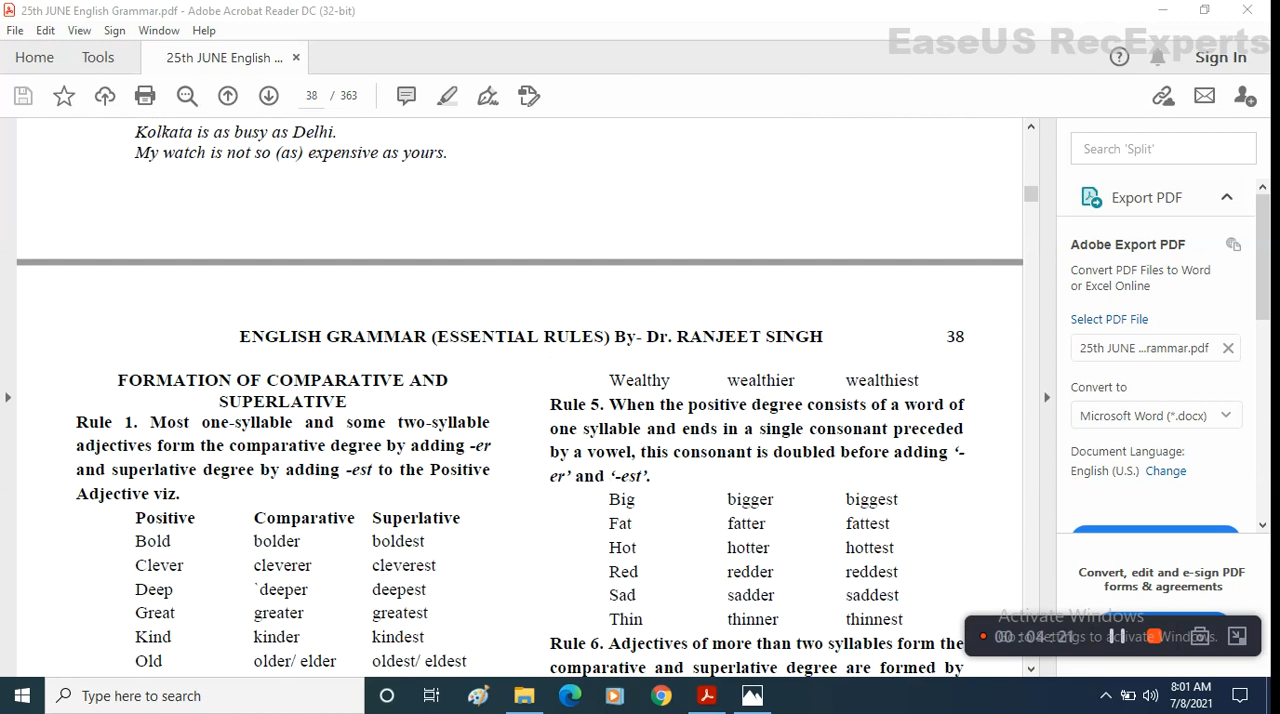 25th JUNE English Grammar.pdf - Adobe Acrobat Reader DC (32-bit)
File Edit View Sign Window Help
EaseUS RecExperts
Home Tools 25th JUNE English ... × Sign In
38 / 363
Kolkata is as busy as Delhi.
My watch is not so (as) expensive as yours.
ENGLISH GRAMMAR (ESSENTIAL RULES) By- Dr. RANJEET SINGH 38
FORMATION OF COMPARATIVE AND
SUPERLATIVE
Rule 1. Most one-syllable and some two-syllable
adjectives form the comparative degree by adding -er
and superlative degree by adding -est to the Positive
Adjective viz.
Positive Comparative Superlative
Bold bolder boldest
Clever cleverer cleverest
Deep `deeper deepest
Great greater greatest
Kind kinder kindest
Old older/ elder oldest/ eldest
Wealthy wealthier wealthiest
Rule 5. When the positive degree consists of a word of
one syllable and ends in a single consonant preceded
by a vowel, this consonant is doubled before adding ‘-
er’ and ‘-est’.
Big bigger biggest
Fat fatter fattest
Hot hotter hottest
Red redder reddest
Sad sadder saddest
Thin thinner thinnest
Rule 6. Adjectives of more than two syllables form the
comparative and superlative degree are formed by
Search 'Split'
Export PDF
Adobe Export PDF
Convert PDF Files to Word
or Excel Online
Select PDF File
25th JUNE ...rammar.pdf
Convert to
Microsoft Word (*.docx)
Document Language:
English (U.S.) Change
Convert, edit and e-sign PDF
forms & agreements
Activate Windows
Go to Settings to activate Windows.
00:04:21
Type here to search
8:01 AM
7/8/2021